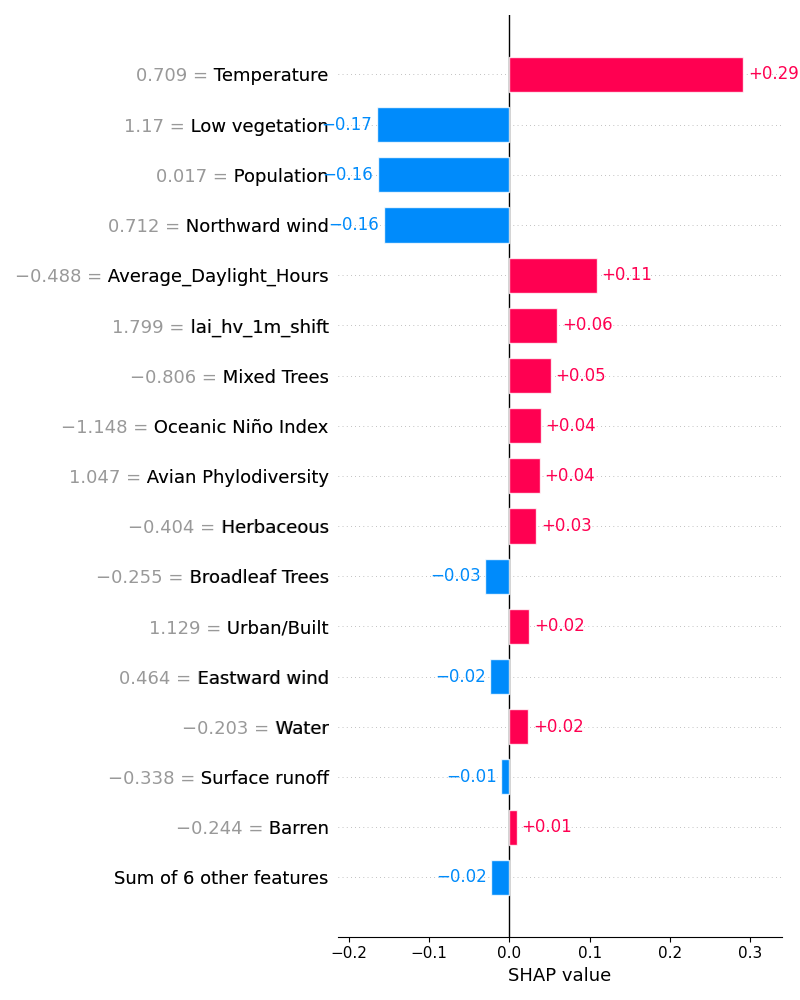 0.709 = Temperature +0.29
1.17 = Low vegetation −0.17
0.017 = Population −0.16
0.712 = Northward wind −0.16
−0.488 = Average_Daylight_Hours +0.11
1.799 = lai_hv_1m_shift +0.06
−0.806 = Mixed Trees +0.05
−1.148 = Oceanic Niño Index +0.04
1.047 = Avian Phylodiversity +0.04
−0.404 = Herbaceous +0.03
−0.255 = Broadleaf Trees −0.03
1.129 = Urban/Built +0.02
0.464 = Eastward wind −0.02
−0.203 = Water +0.02
−0.338 = Surface runoff −0.01
−0.244 = Barren +0.01
Sum of 6 other features −0.02
−0.2 −0.1 0.0 0.1 0.2 0.3
SHAP value